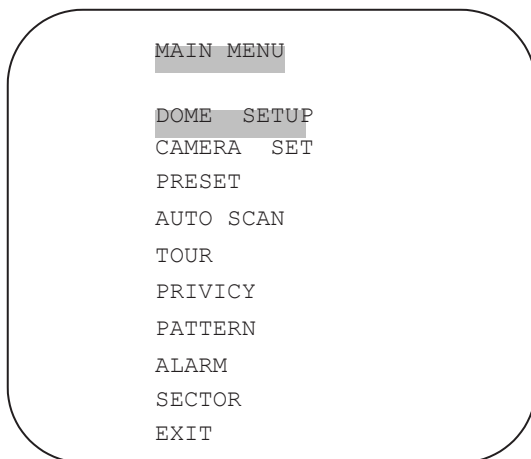 MAIN MENU
DOME SETUP
CAMERA SET
PRESET
AUTO SCAN
TOUR
PRIVICY
PATTERN
ALARM
SECTOR
EXIT